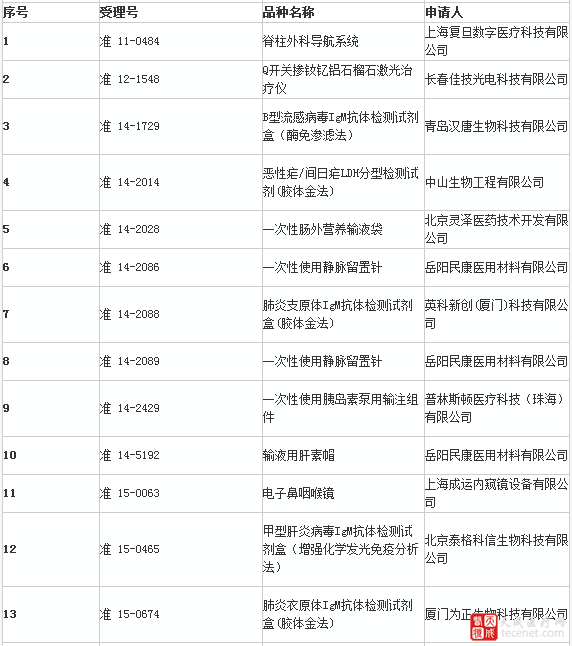 序号 受理号 品种名称 申请人
1 准 11-0484 脊柱外科导航系统 上海复旦数字医疗科技有限
公司
2 准 12-1548 Q开关掺钕钇铝石榴石激光治
疗仪 长春佳技光电科技有限公司
3 准 14-1729 B型流感病毒IgM抗体检测试剂
盒（酶免渗滤法） 青岛汉唐生物科技有限公司
4 准 14-2014 恶性疟/间日疟LDH分型检测试
剂(胶体金法) 中山生物工程有限公司
5 准 14-2028 一次性肠外营养输液袋 北京灵泽医药技术开发有限
公司
6 准 14-2086 一次性使用静脉留置针 岳阳民康医用材料有限公司
7 准 14-2088 肺炎支原体IgM抗体检测试剂
盒(胶体金法) 英科新创(厦门)科技有限公
司
8 准 14-2089 一次性使用静脉留置针 岳阳民康医用材料有限公司
9 准 14-2429 一次性使用胰岛素泵用输注组
件 普林斯顿医疗科技（珠海）
有限公司
10 准 14-5192 输液用肝素帽 岳阳民康医用材料有限公司
11 准 15-0063 电子鼻咽喉镜 上海成运内窥镜设备有限公
司
12 准 15-0465 甲型肝炎病毒IgM抗体检测试
剂盒（增强化学发光免疫分析
法） 北京泰格科信生物科技有限
公司
13 准 15-0674 肺炎衣原体IgM抗体检测试剂
盒(胶体金法) 厦门为正生物科技有限公司
tecenet.com